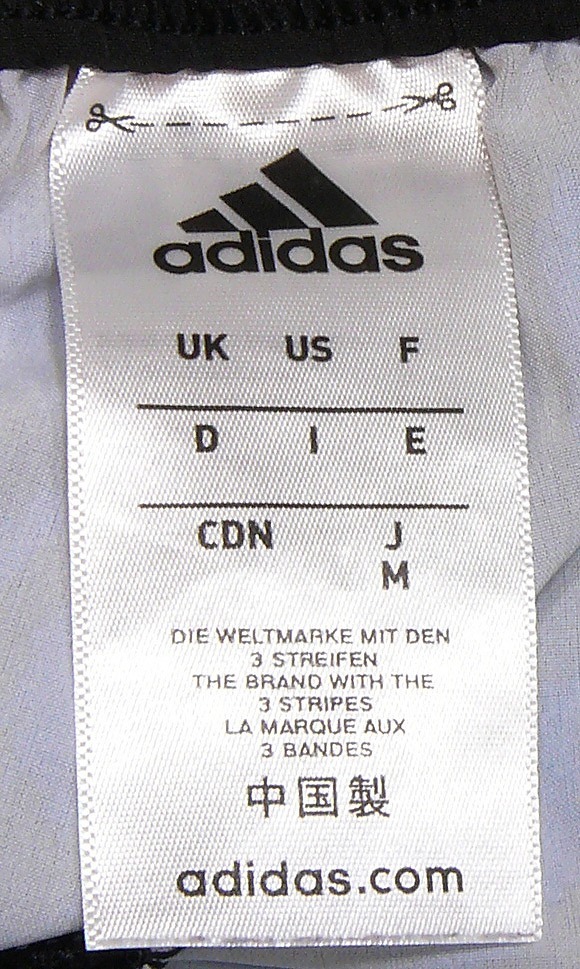 adidas
UK US F
D I E
CDN J
M
DIE WELTMARKE MIT DEN
3 STREIFEN
THE BRAND WITH THE
3 STRIPES
LA MARQUE AUX
3 BANDES
中国製
adidas.com